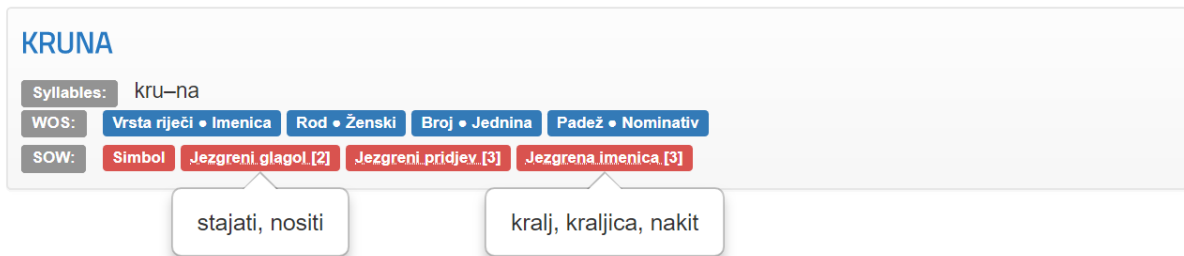 KRUNA
Syllables: kru–na
WOS: Vrsta riječi ● Imenica Rod ● Ženski Broj ● Jednina Padež ● Nominativ
SOW: Simbol Jezgreni glagol [2] Jezgreni pridjev [3] Jezgrena imenica [3]
stajati, nositi kralj, kraljica, nakit